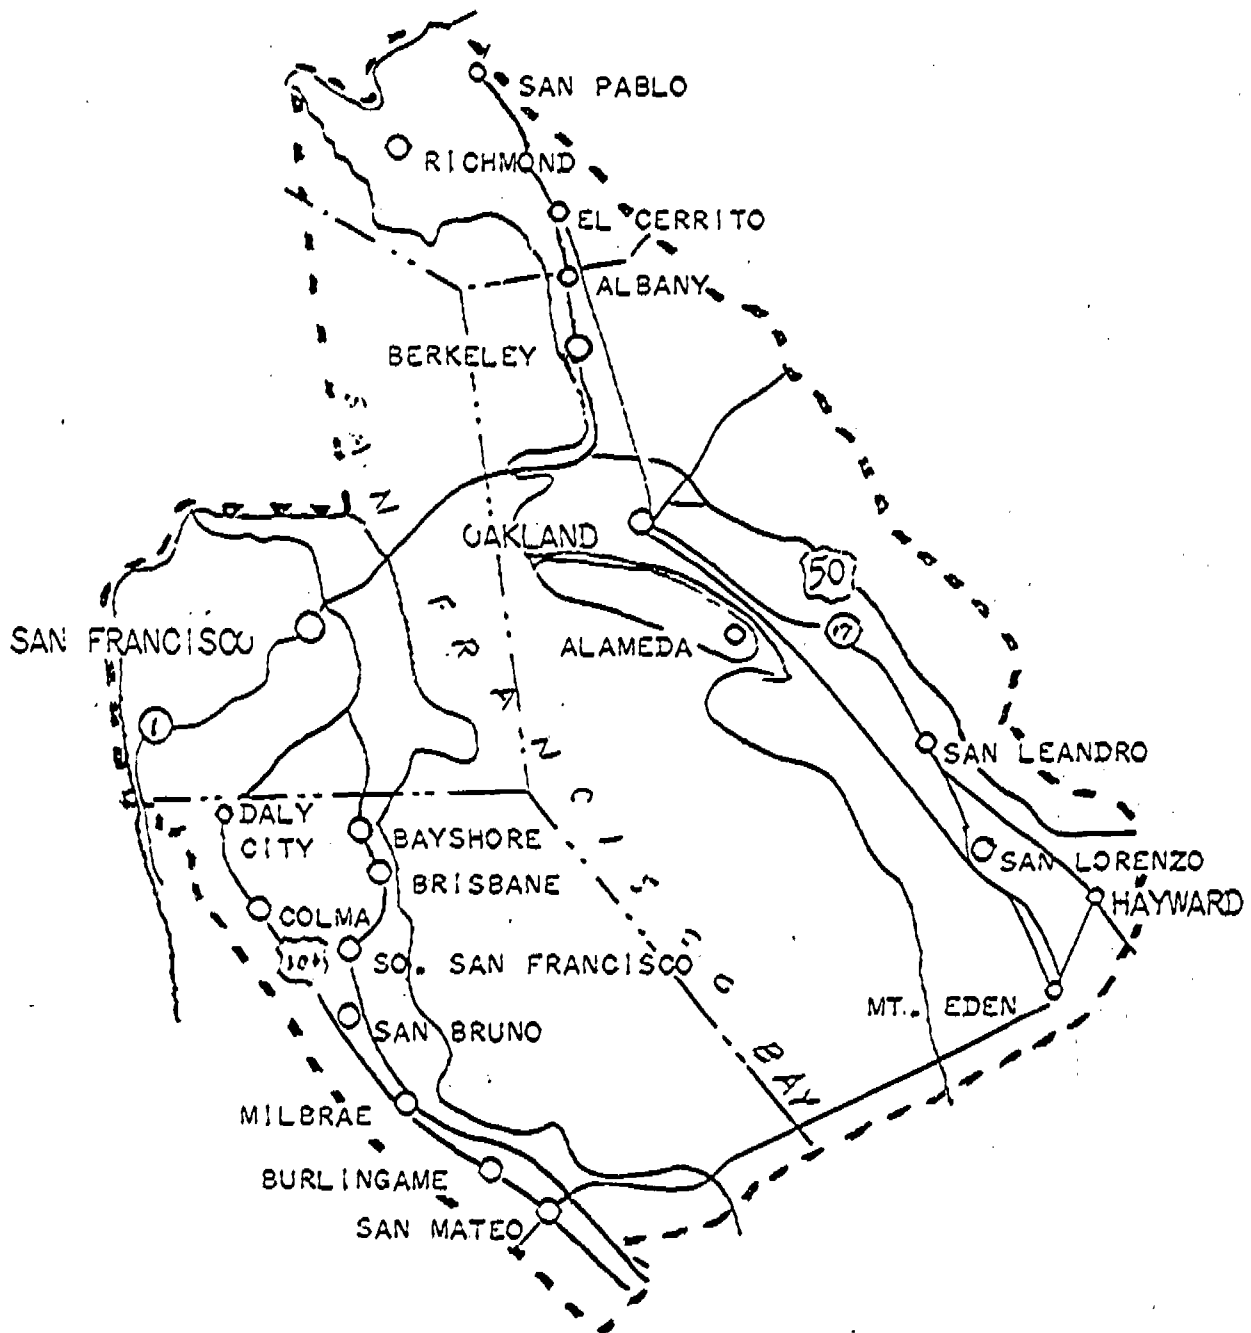 SAN PABLO
RICHMOND
EL CERRITO
ALBANY
BERKELEY
OAKLAND
50
17
SAN FRANCISCO
ALAMEDA
1
SAN LEANDRO
DALY
CITY
BAYSHORE
BRISBANE
SAN LORENZO
HAYWARD
COLMA
101
SO. SAN FRANCISCO
MT. EDEN
SAN BRUNO
MILBRAE
BURLINGAME
SAN MATEO
SAN FRANCISCO BAY